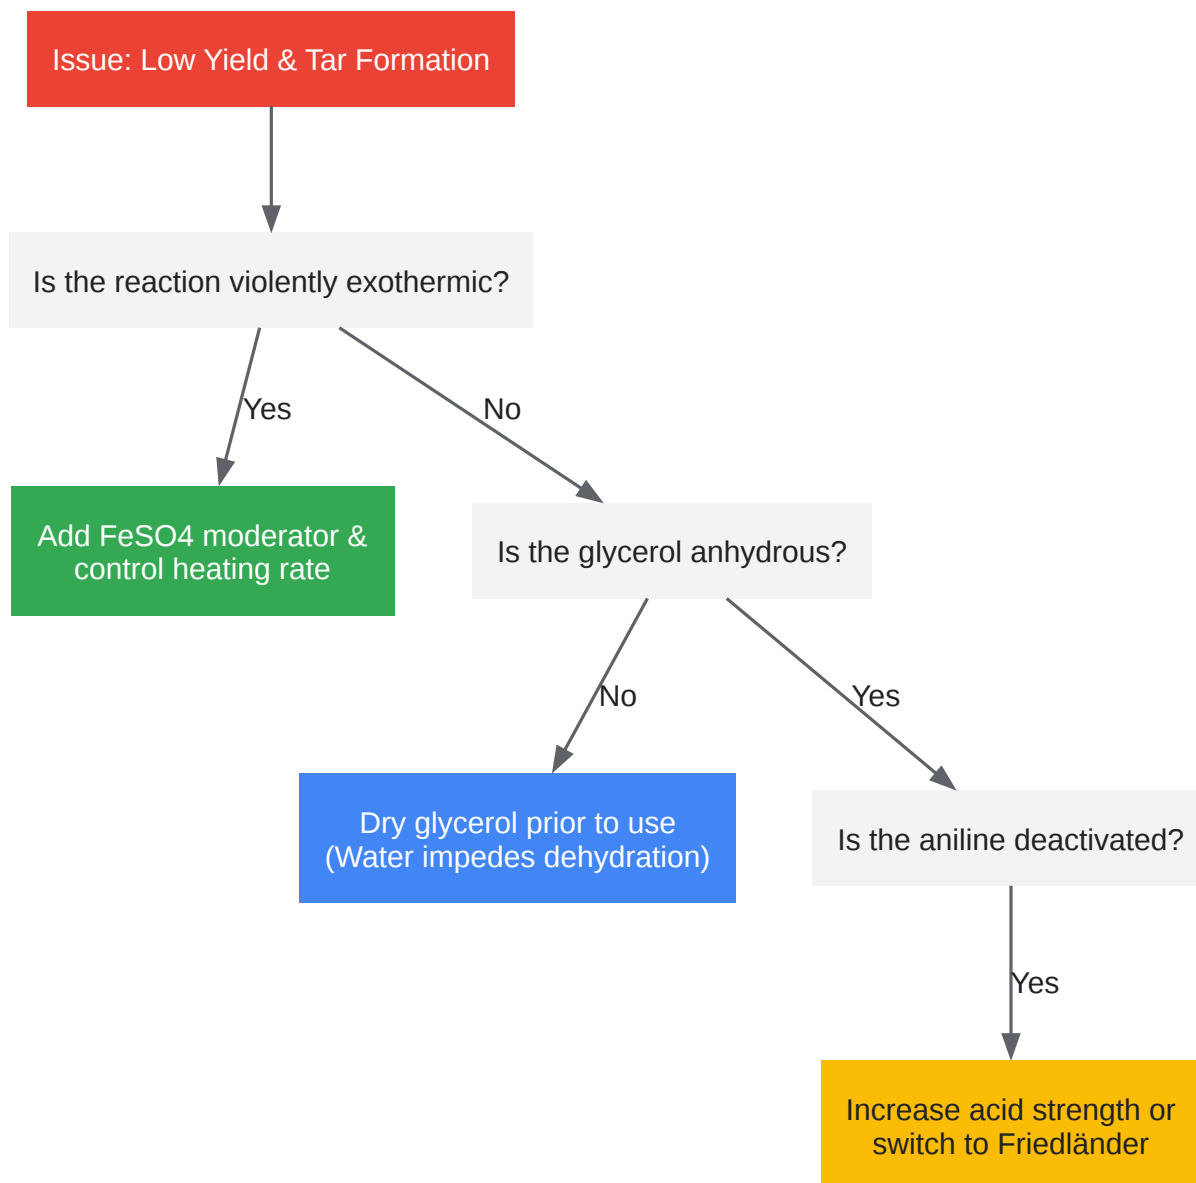 Issue: Low Yield & Tar Formation
Is the reaction violently exothermic?
Yes
No
Add FeSO4 moderator &
control heating rate
Is the glycerol anhydrous?
No
Yes
Dry glycerol prior to use
(Water impedes dehydration)
Is the aniline deactivated?
Yes
Increase acid strength or
switch to Friedländer